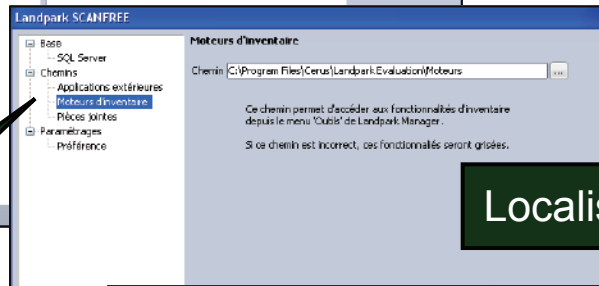 Landpark SCANFREE
Base
SQL Server
Chemins
Applications extérieures
Moteurs d'inventaire
Pièces jointes
Paramétrages
Préférence
Moteurs d'inventaire
Chemin C:\Program Files\Cerus\Landpark Evaluation\Moteurs ...
Ce chemin permet d'accéder aux fonctionnalités d'inventaire
depuis le menu 'Outils' de Landpark Manager.
Si ce chemin est incorrect, ces fonctionnalés seront grisées.
Localis